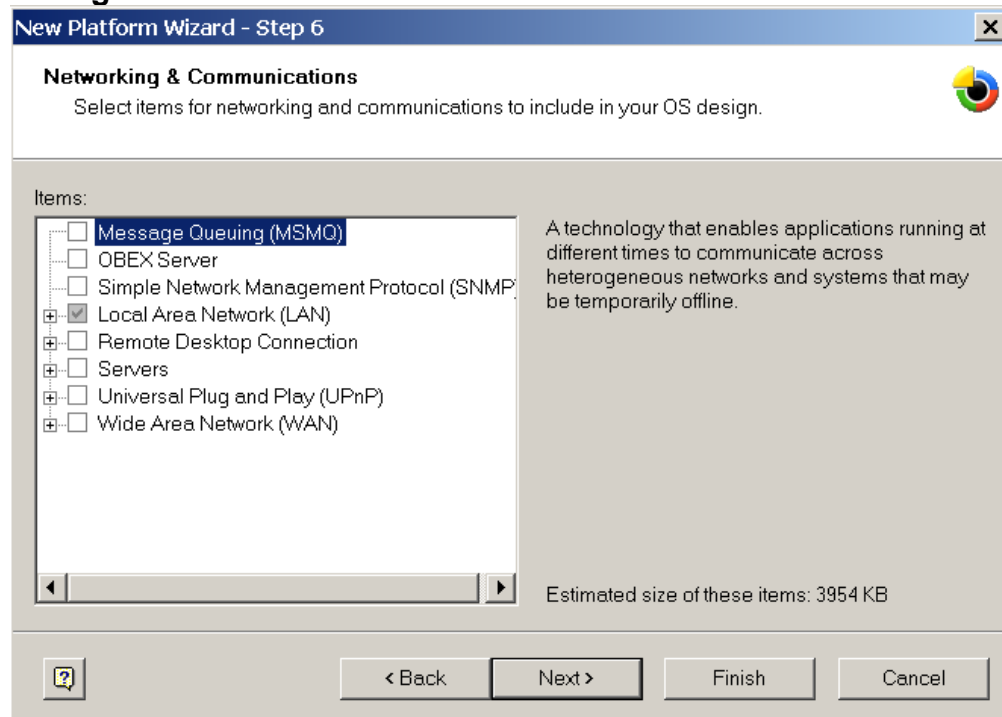 New Platform Wizard - Step 6
Networking & Communications
Select items for networking and communications to include in your OS design.
Items:
Message Queuing (MSMQ)
OBEX Server
Simple Network Management Protocol (SNMP)
Local Area Network (LAN)
Remote Desktop Connection
Servers
Universal Plug and Play (UPnP)
Wide Area Network (WAN)
A technology that enables applications running at
different times to communicate across
heterogeneous networks and systems that may
be temporarily offline.
Estimated size of these items: 3954 KB
< Back
Next >
Finish
Cancel